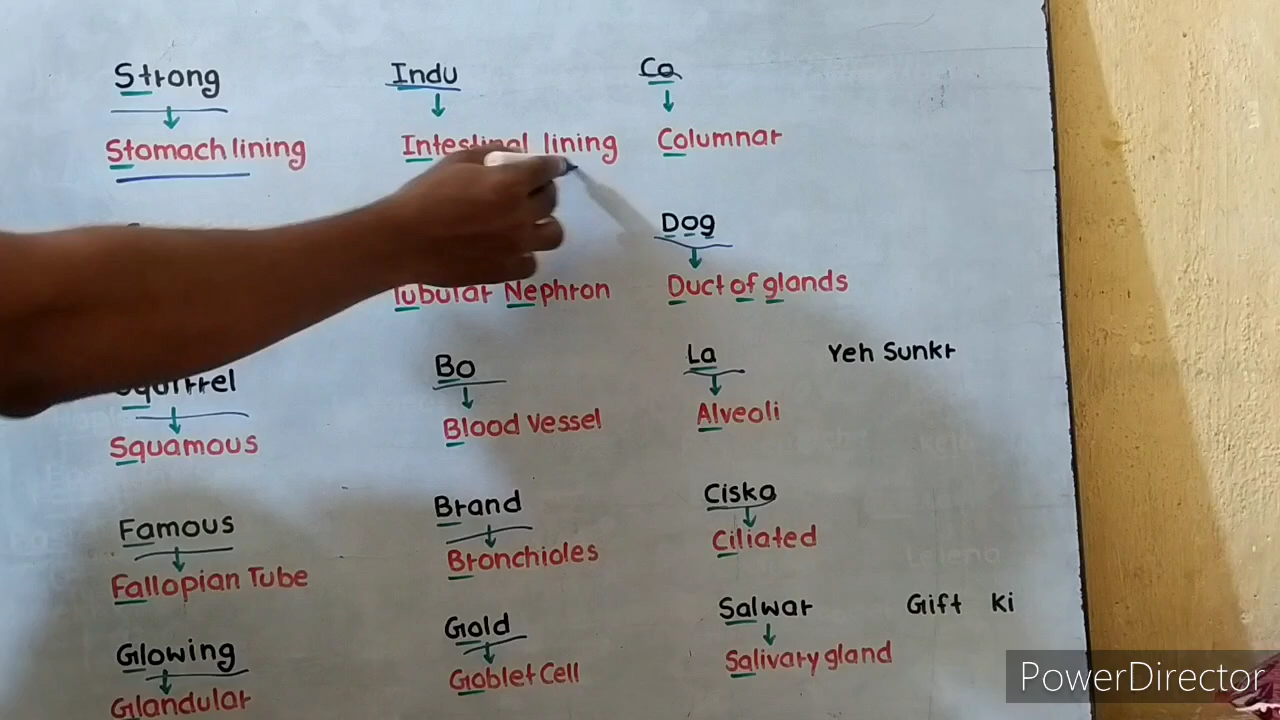 Strong Indu Co
Stomach lining Intestinal lining Columnar
Dog
Tubular Nephron Duct of glands
Squirrel Bo La Yeh Sunkr
Squamous Blood Vessel Alveoli
Famous Brand Ciska
Fallopian Tube Bronchioles Ciliated
Glowing Gold Salwar Gift Ki
Glandular Goblet Cell Salivary gland
PowerDirector